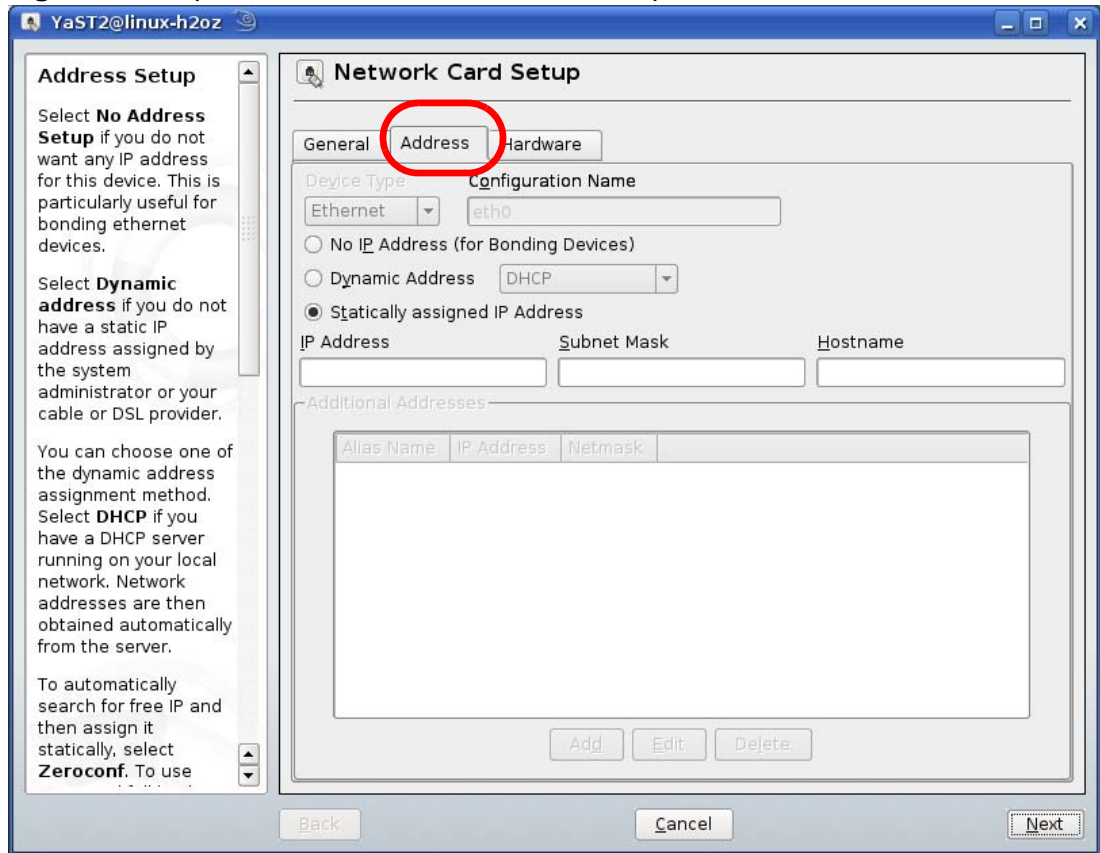 YaST2@linux-h2oz
Address Setup
Select No Address
Setup if you do not
want any IP address
for this device. This is
particularly useful for
bonding ethernet
devices.
Select Dynamic
address if you do not
have a static IP
address assigned by
the system
administrator or your
cable or DSL provider.
You can choose one of
the dynamic address
assignment method.
Select DHCP if you
have a DHCP server
running on your local
network. Network
addresses are then
obtained automatically
from the server.
To automatically
search for free IP and
then assign it
statically, select
Zeroconf. To use
Network Card Setup
General Address Hardware
Device Type Configuration Name
Ethernet eth0
No IP Address (for Bonding Devices)
Dynamic Address DHCP
Statically assigned IP Address
IP Address Subnet Mask Hostname
Additional Addresses
Alias Name IP Address Netmask
Add Edit Delete
Back Cancel Next